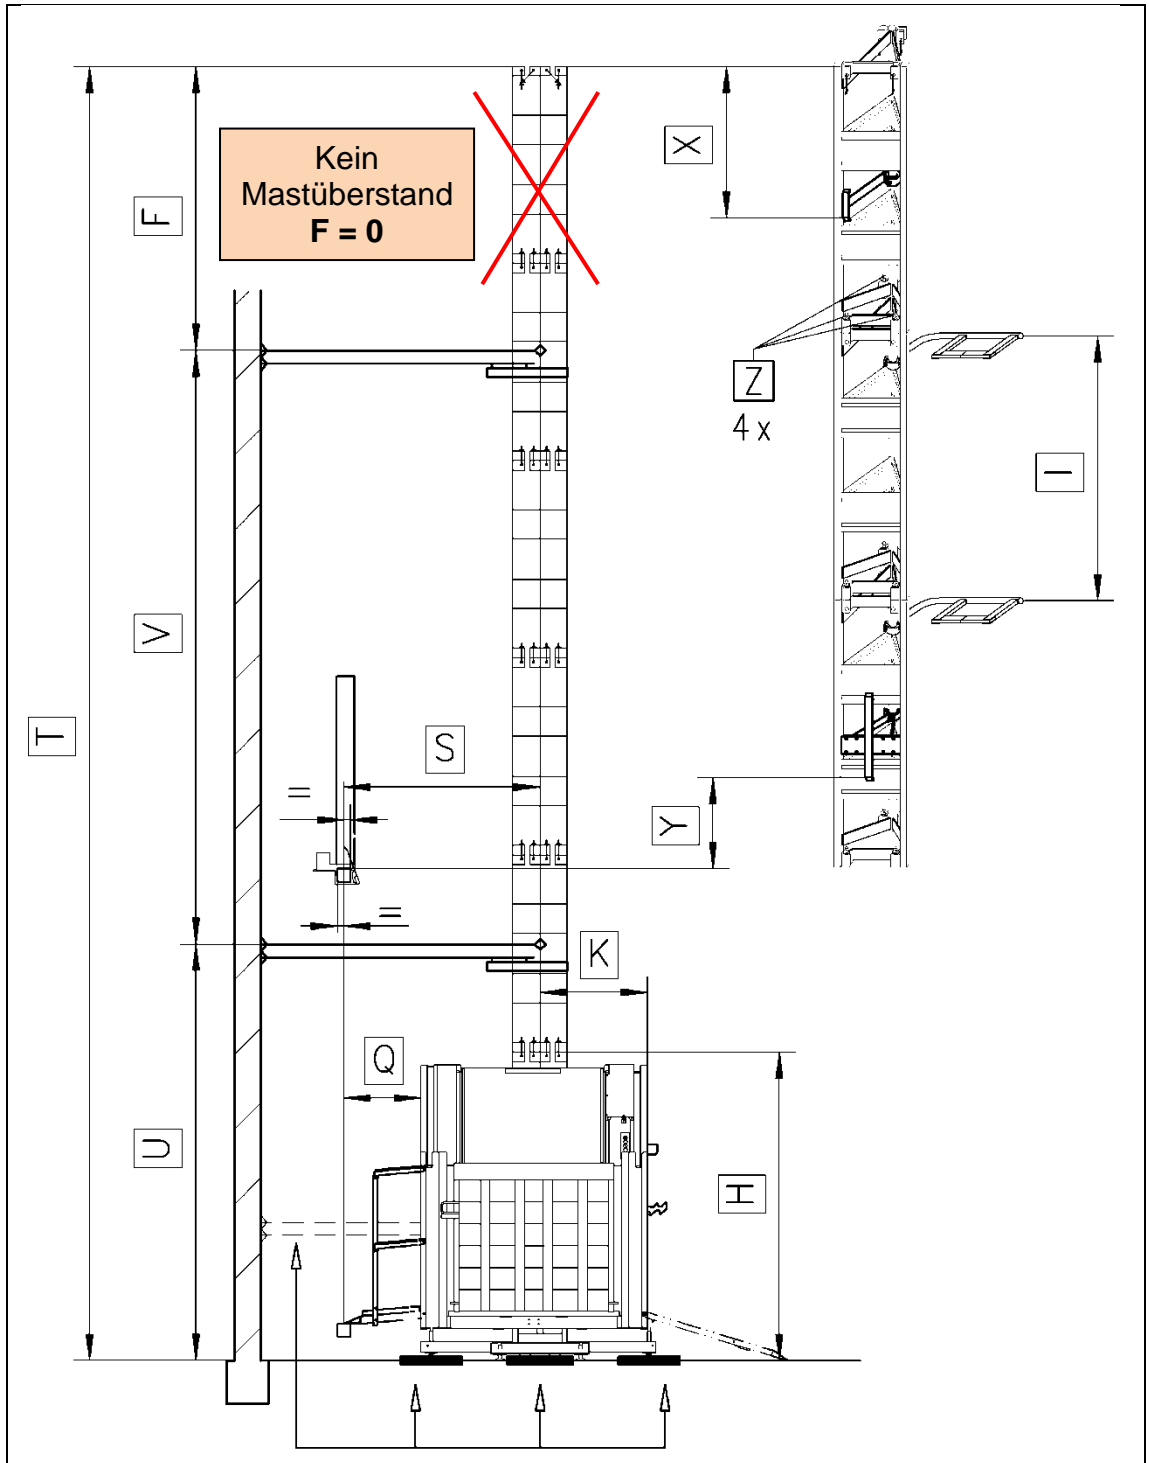 F
Kein
Mastüberstand
F = 0
X
Z
4 x
I
V
T
S
=
Y
=
K
Q
U
H